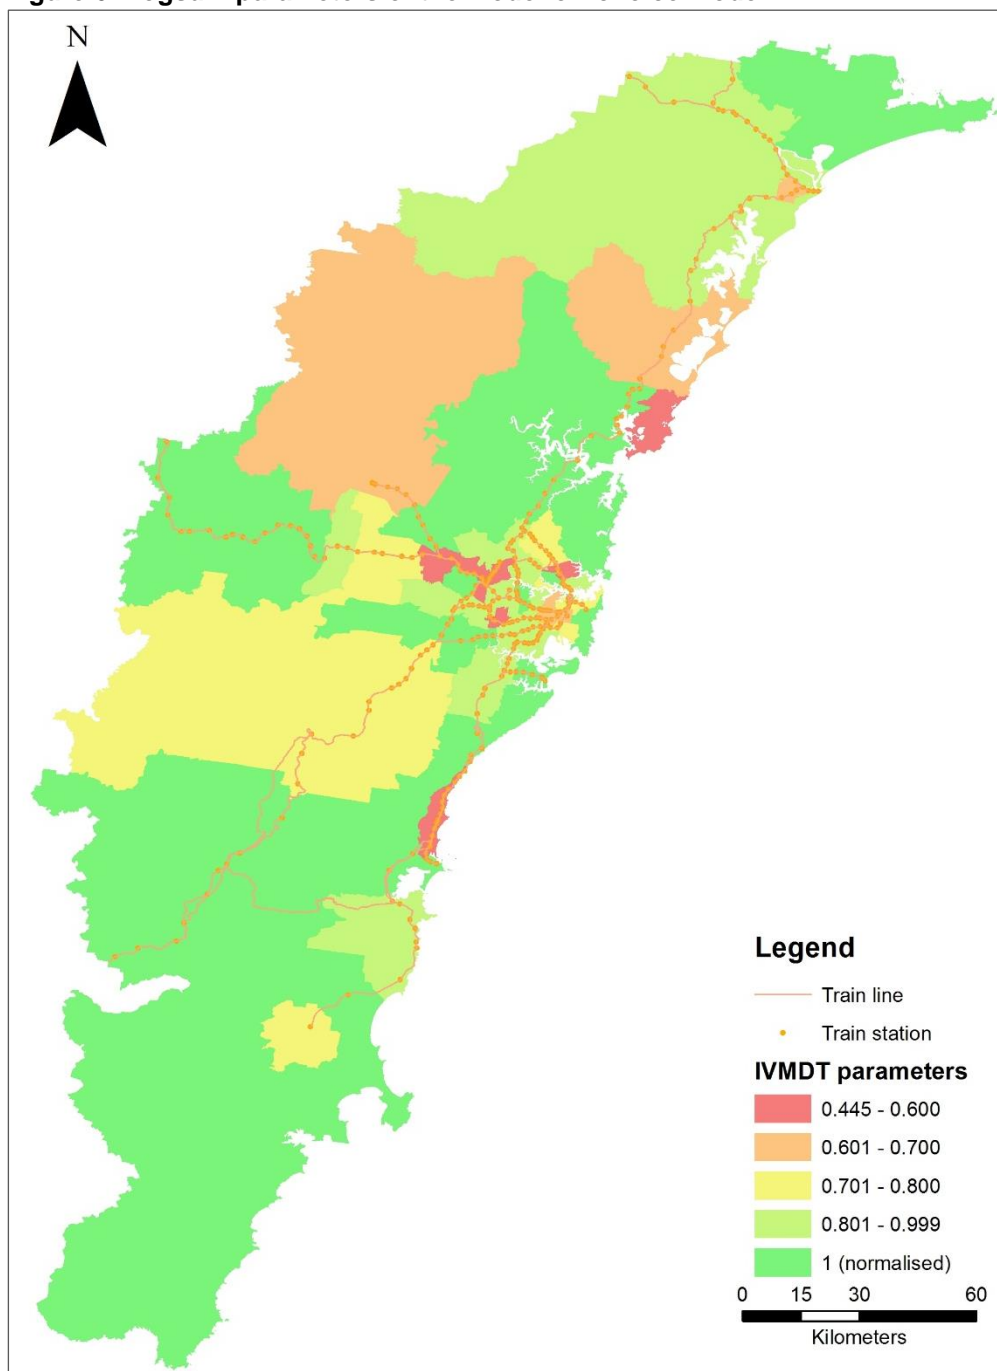 N
Legend
Train line
Train station
IVMDT parameters
0.445 - 0.600
0.601 - 0.700
0.701 - 0.800
0.801 - 0.999
1 (normalised)
0 15 30 60
Kilometers